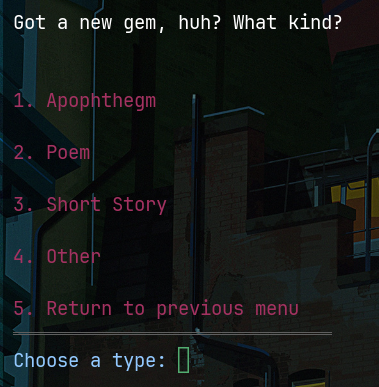 Got a new gem, huh? What kind?
1. Apophthegm
2. Poem
3. Short Story
4. Other
5. Return to previous menu
Choose a type: